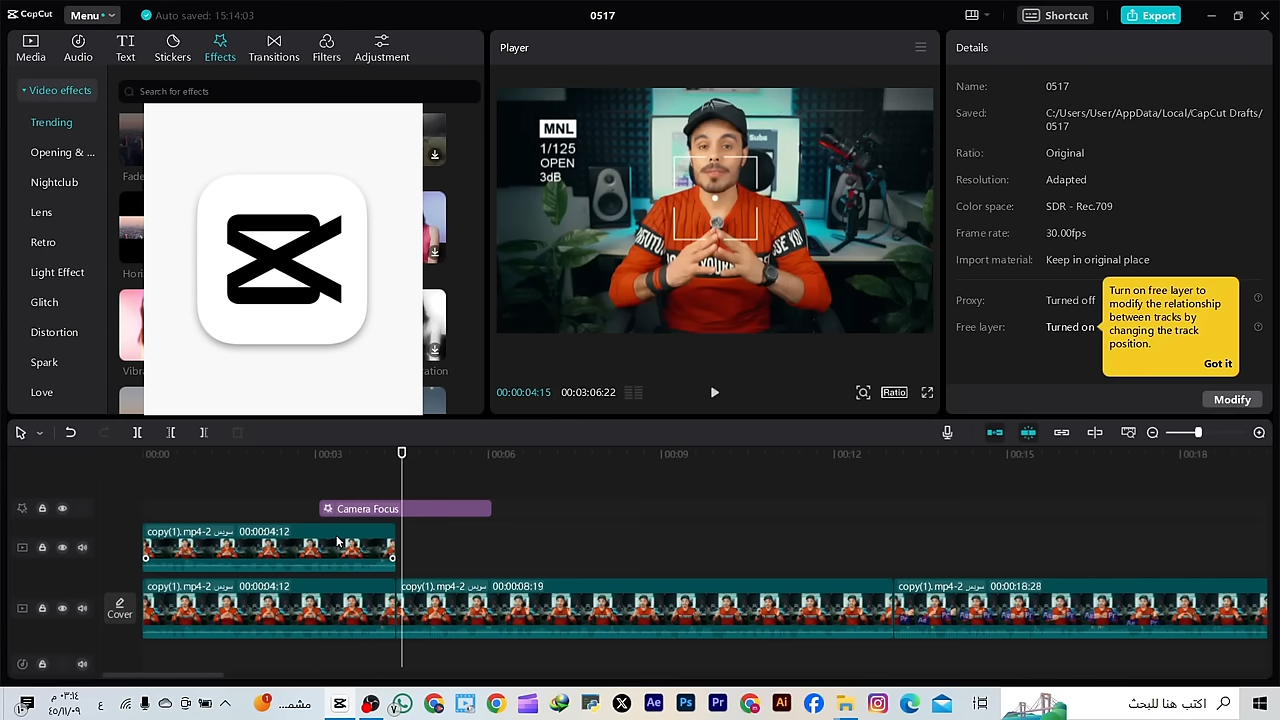 CapCut
Menu
Auto saved: 15:14:03
0517
Shortcut
Export
Media
Audio
Text
Stickers
Effects
Transitions
Filters
Adjustment
Video effects
Search for effects
Trending
Opening & ...
Nightclub
Lens
Retro
Light Effect
Glitch
Distortion
Spark
Love
Player
MNL
1/125
OPEN
3dB
00:00:04:15
00:03:06:22
Ratio
Details
Name:
0517
Saved:
C:/Users/User/AppData/Local/CapCut Drafts/
0517
Ratio:
Original
Resolution:
Adapted
Color space:
SDR - Rec.709
Frame rate:
30.00fps
Import material:
Keep in original place
Proxy:
Turned off
Free layer:
Turned on
Turn on free layer to
modify the relationship
between tracks by
changing the track
position.
Got it
Modify
00:00
00:03
00:06
00:09
00:12
00:15
00:18
Camera Focus
copy(1).mp4-2 سويس 00:00:04:12
copy(1).mp4-2 سويس 00:00:04:12
copy(1).mp4-2 سويس 00:00:08:19
copy(1).mp4-2 سويس 00:00:18:28
Cover
مشمـ...
Ae
Ps
Pr
Ai
اكتب هنا للبحث